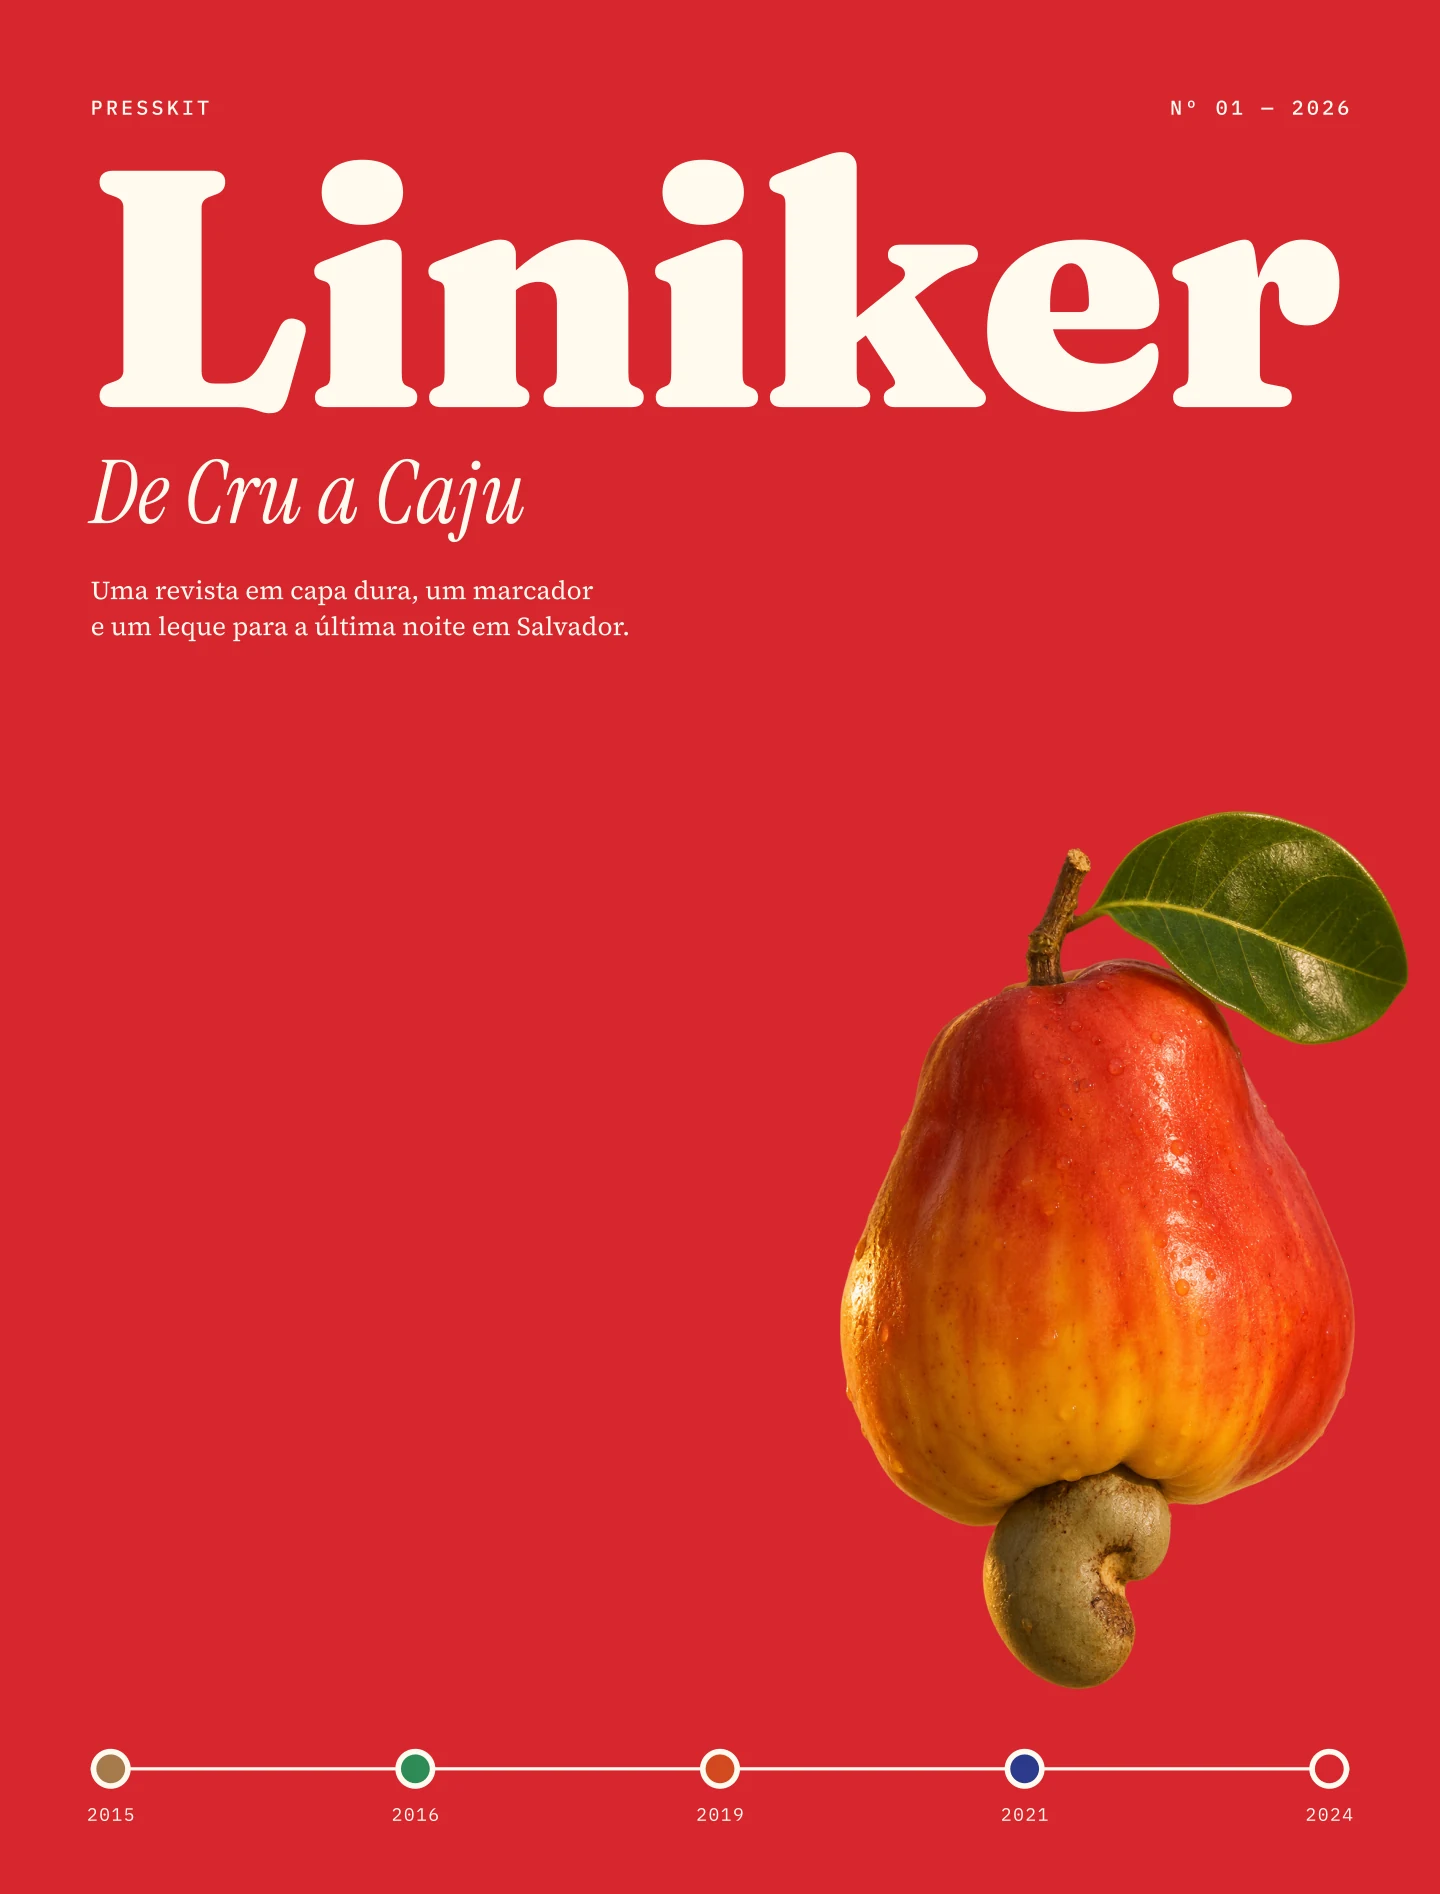 PRESSKIT
Nº 01 — 2026
Liniker
De Cru a Caju
Uma revista em capa dura, um marcador
e um leque para a última noite em Salvador.
2015
2016
2019
2021
2024